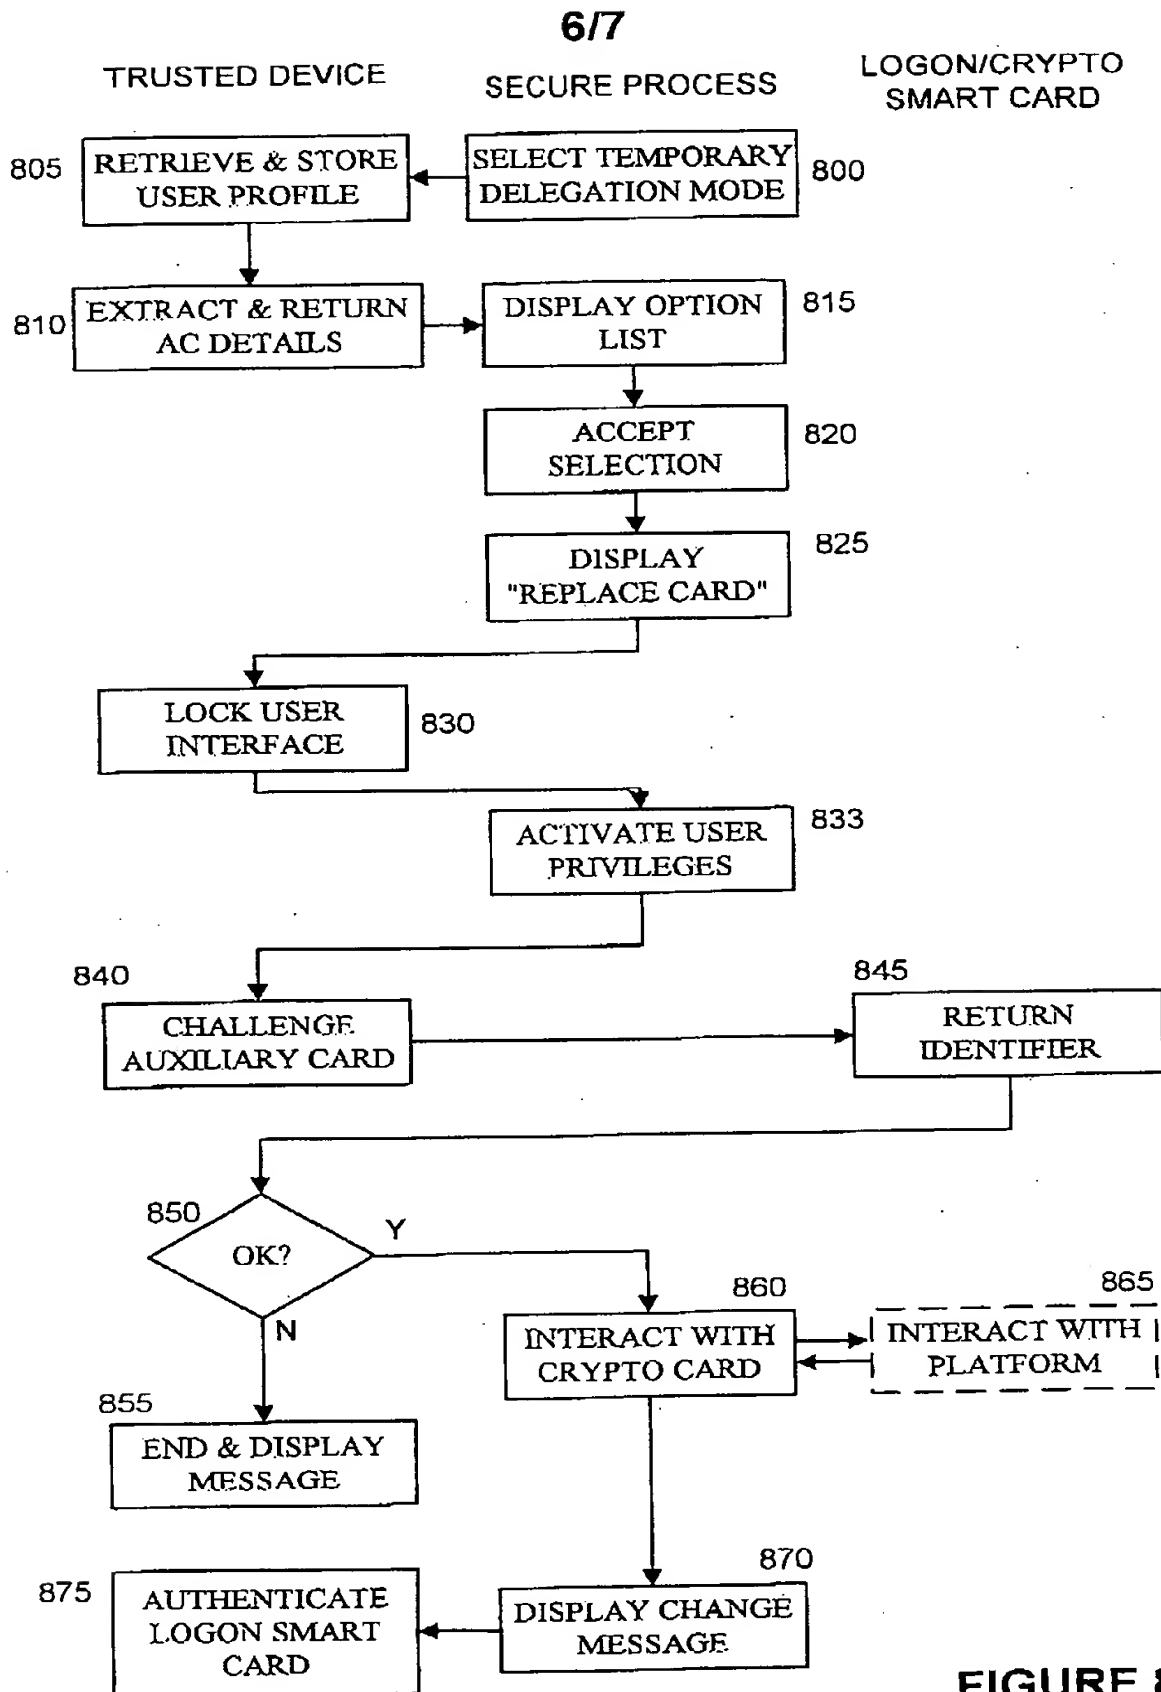 6/7
TRUSTED DEVICE
SECURE PROCESS
LOGON/CRYPTO
SMART CARD
805
RETRIEVE & STORE
USER PROFILE
SELECT TEMPORARY
DELEGATION MODE
800
810
EXTRACT & RETURN
AC DETAILS
DISPLAY OPTION
LIST
815
ACCEPT
SELECTION
820
DISPLAY
"REPLACE CARD"
825
LOCK USER
INTERFACE
830
ACTIVATE USER
PRIVILEGES
833
840
CHALLENGE
AUXILIARY CARD
845
RETURN
IDENTIFIER
850
OK?
Y
N
860
INTERACT WITH
CRYPTO CARD
865
INTERACT WITH
PLATFORM
855
END & DISPLAY
MESSAGE
870
DISPLAY CHANGE
MESSAGE
875
AUTHENTICATE
LOGON SMART
CARD
FIGURE 8